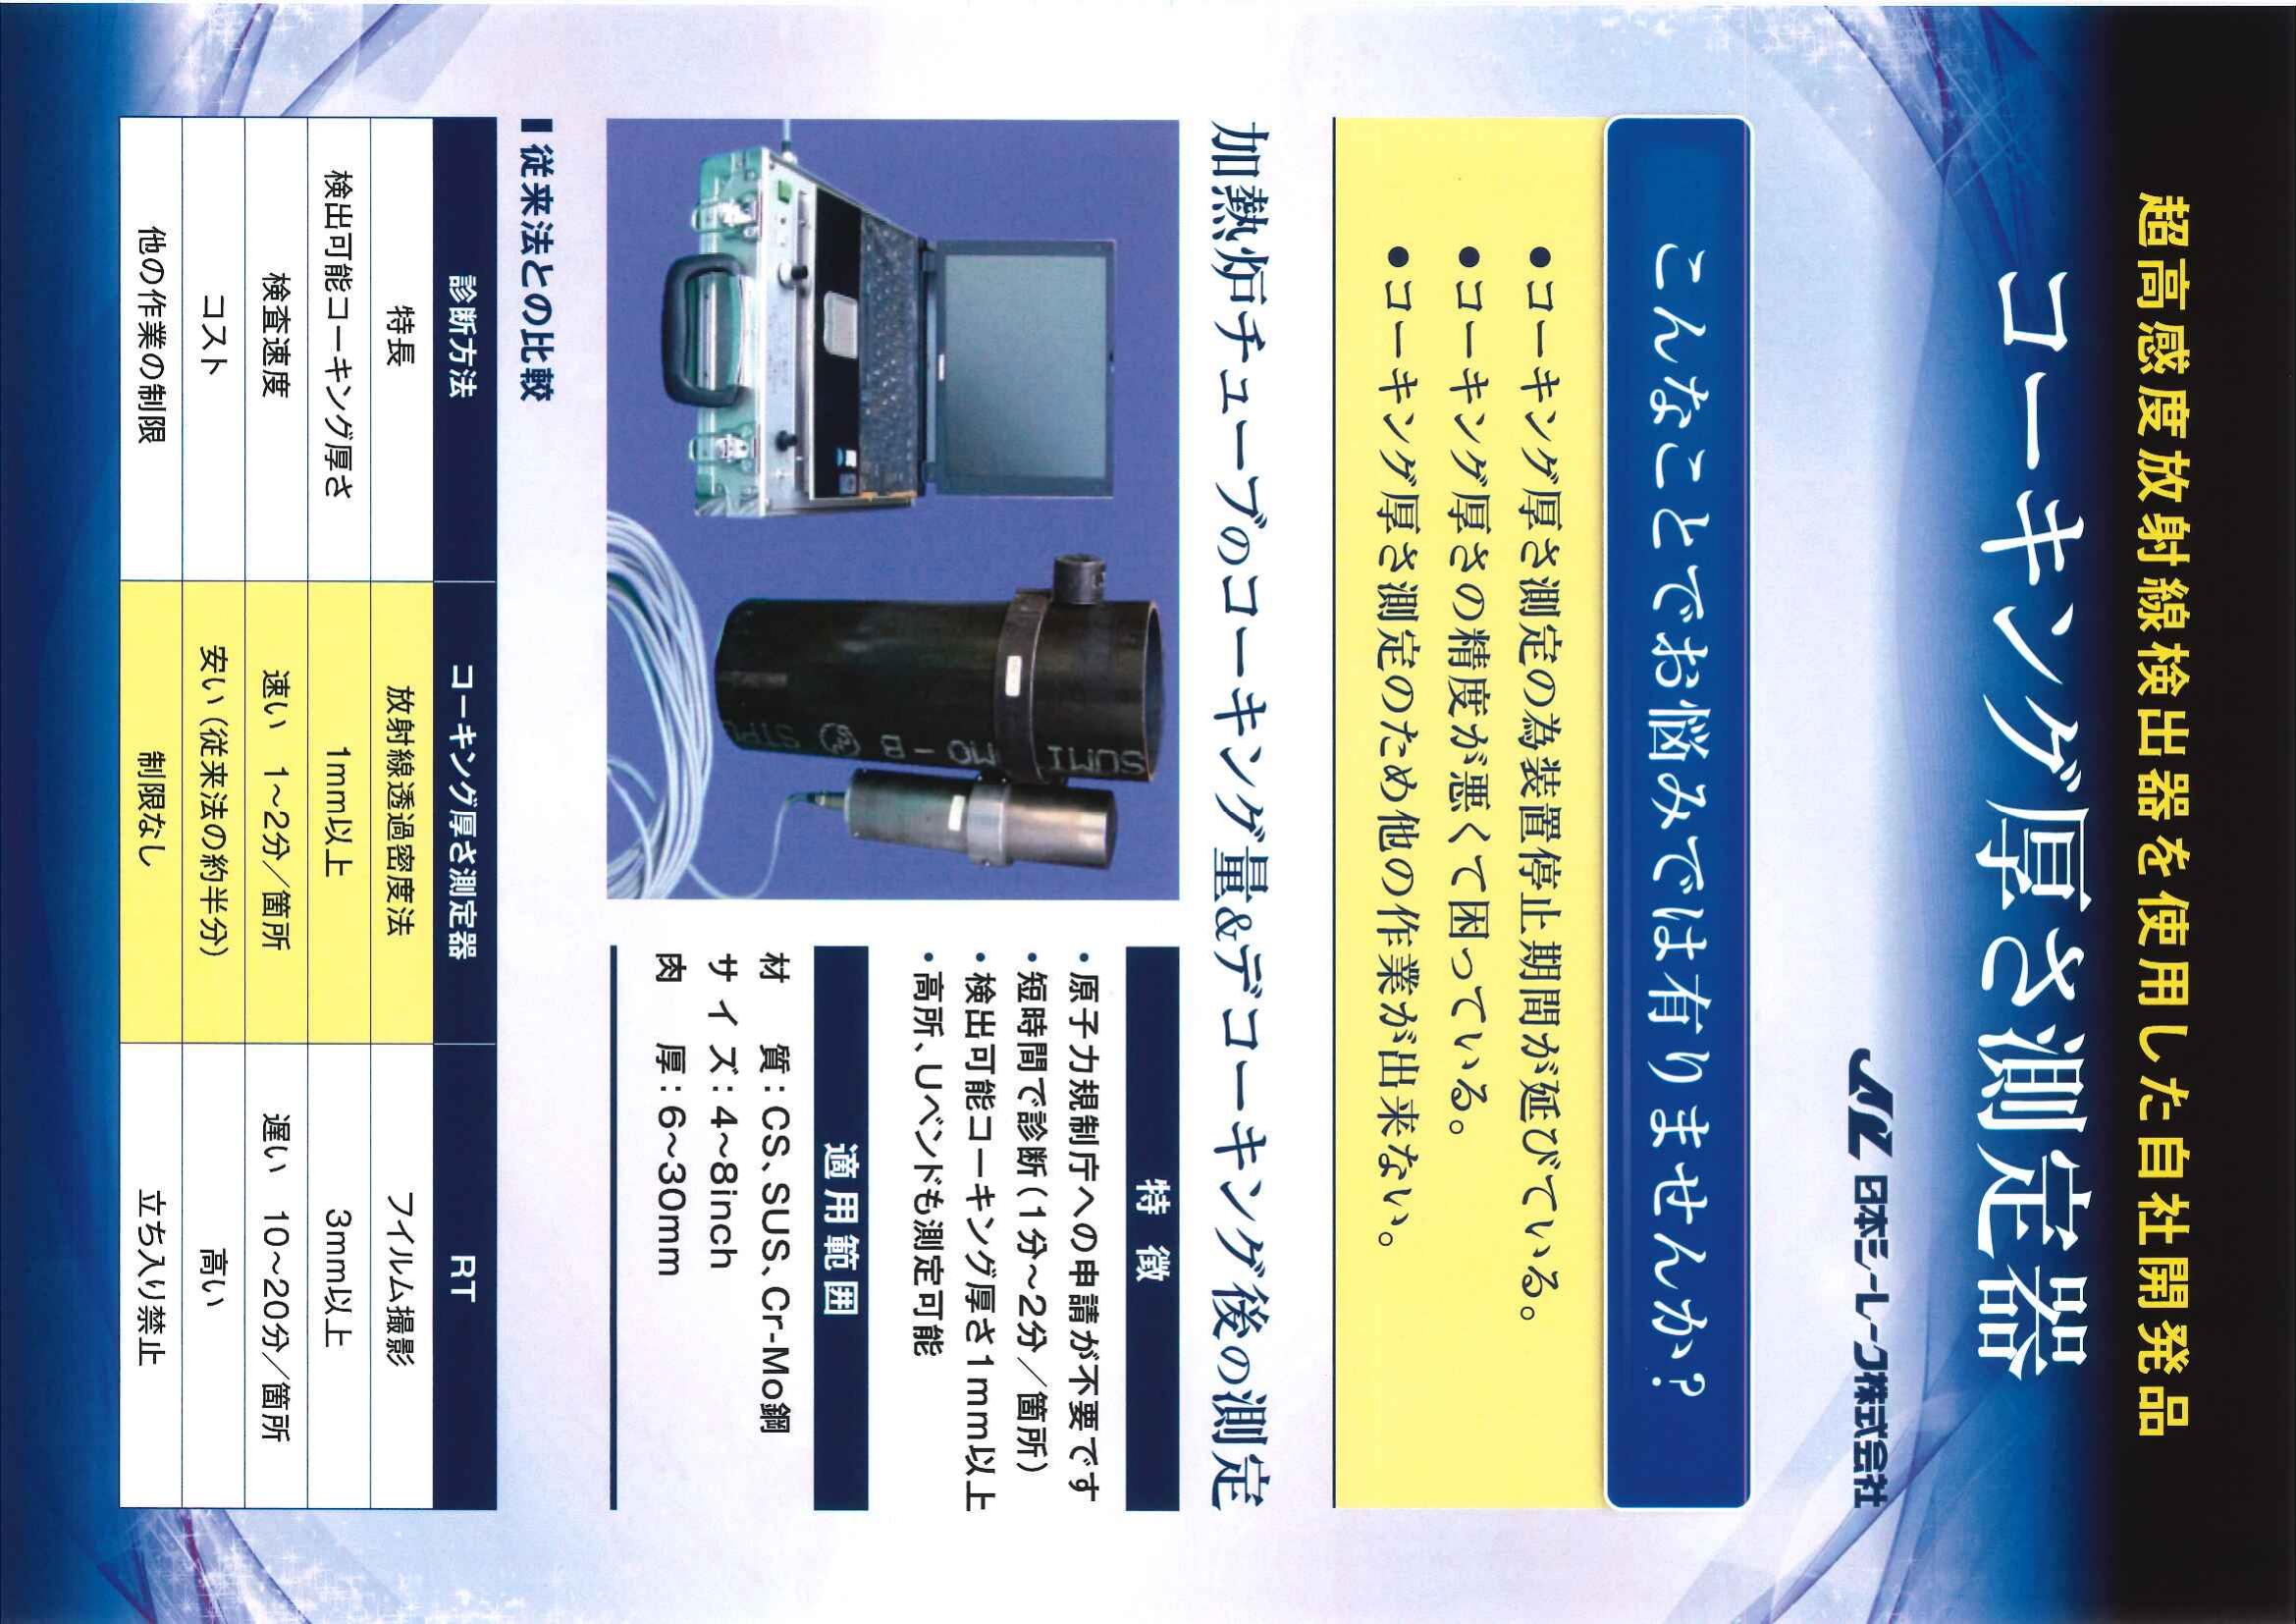 超高感度放射線検出器を使用した自社開発品
コーキング厚さ測定器
日本シーレーク株式会社
こんなことでお悩みでは有りませんか？
●コーキング厚さ測定の為装置停止期間が延びている。
●コーキング厚さの精度が悪くて困っている。
●コーキング厚さ測定のため他の作業が出来ない。
加熱炉チューブのコーキング量&デコーキング後の測定
SUMI MO-B STP
特 徴
・原子力規制庁への申請が不要です
・短時間で診断（1分～2分／箇所）
・検出可能コーキング厚さ1mm以上
・高所、Uベンドも測定可能
適用範囲
材 質：CS、SUS、Cr-Mo鋼
サイズ：4～8inch
肉 厚：6～30mm
■従来法との比較
診断方法 コーキング厚さ測定器 RT
特長 放射線透過密度法 フイルム撮影
検出可能コーキング厚さ 1mm以上 3mm以上
検査速度 速い 1～2分／箇所 遅い 10～20分／箇所
コスト 安い（従来法の約半分） 高い
他の作業の制限 制限なし 立ち入り禁止